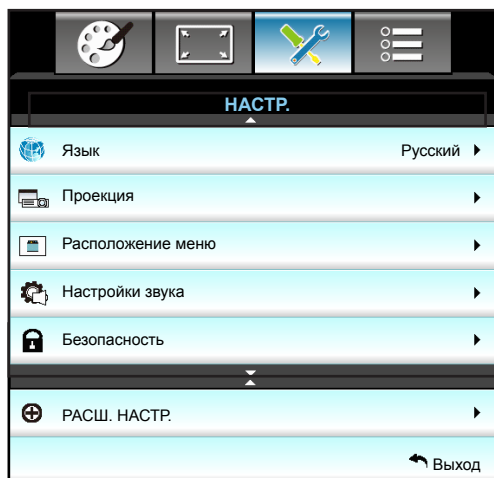 НАСТР.
Язык Русский
Проекция
Расположение меню
Настройки звука
Безопасность
РАСШ. НАСТР.
Выход